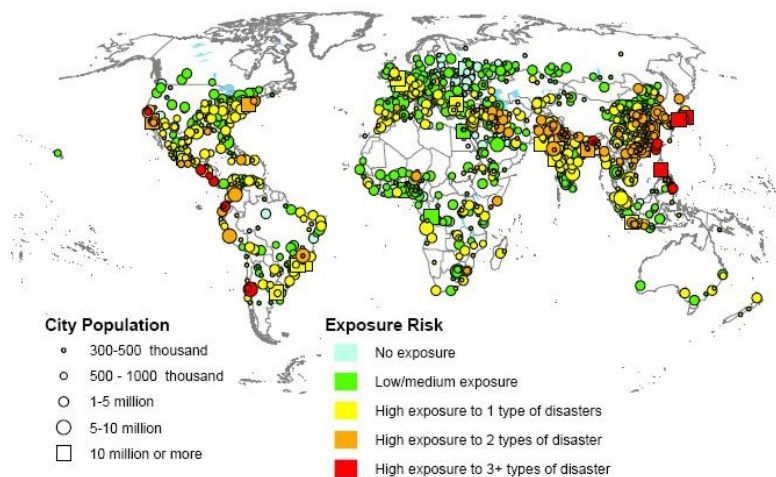 City Population
300-500 thousand
500 - 1000 thousand
1-5 million
5-10 million
10 million or more
Exposure Risk
No exposure
Low/medium exposure
High exposure to 1 type of disasters
High exposure to 2 types of disaster
High exposure to 3+ types of disaster